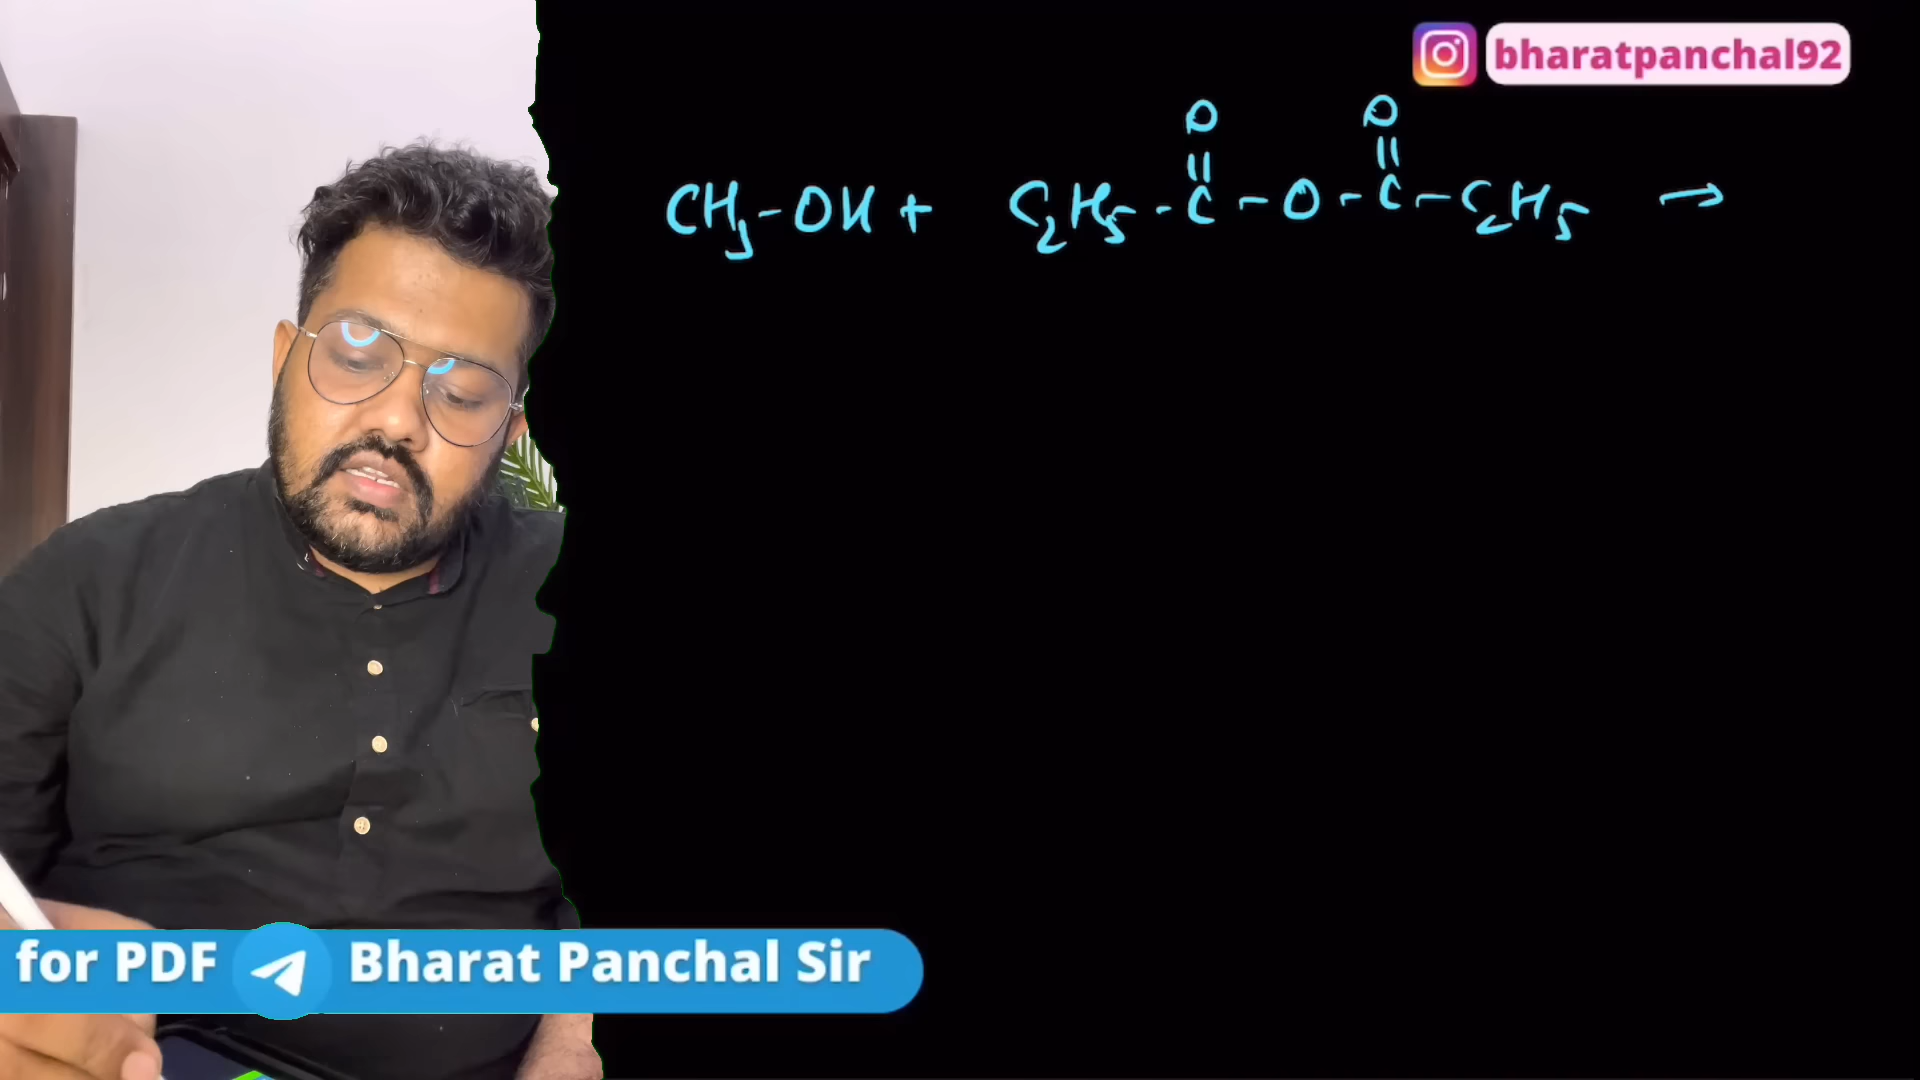 bharatpanchal92
O O
|| ||
CH3-OH + C2H5-C-O-C-C2H5 →
for PDF Bharat Panchal Sir